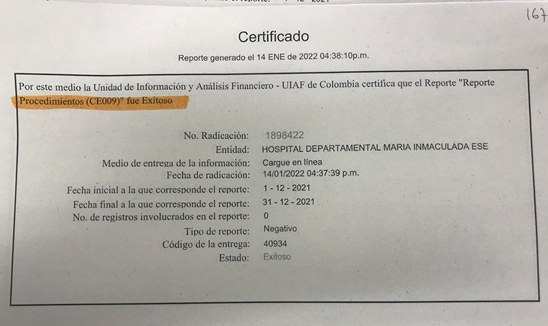 167
Certificado
Reporte generado el 14 ENE de 2022 04:38:10p.m.
Por este medio la Unidad de Información y Análisis Financiero - UIAF de Colombia certifica que el Reporte "Reporte
Procedimientos (CE009)" fue Exitoso
No. Radicación: 1898422
Entidad: HOSPITAL DEPARTAMENTAL MARIA INMACULADA ESE
Medio de entrega de la información: Cargue en línea
Fecha de radicación: 14/01/2022 04:37:39 p.m.
Fecha inicial a la que corresponde el reporte: 1 - 12 - 2021
Fecha final a la que corresponde el reporte: 31 - 12 - 2021
No. de registros involucrados en el reporte: 0
Tipo de reporte: Negativo
Código de la entrega: 40934
Estado: Exitoso